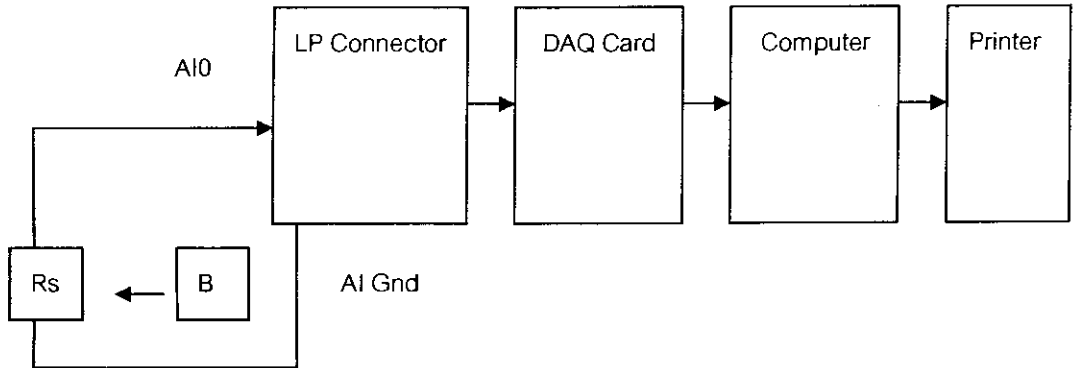 LP Connector
DAQ Card
Computer
Printer
AI0
Rs
B
AI Gnd